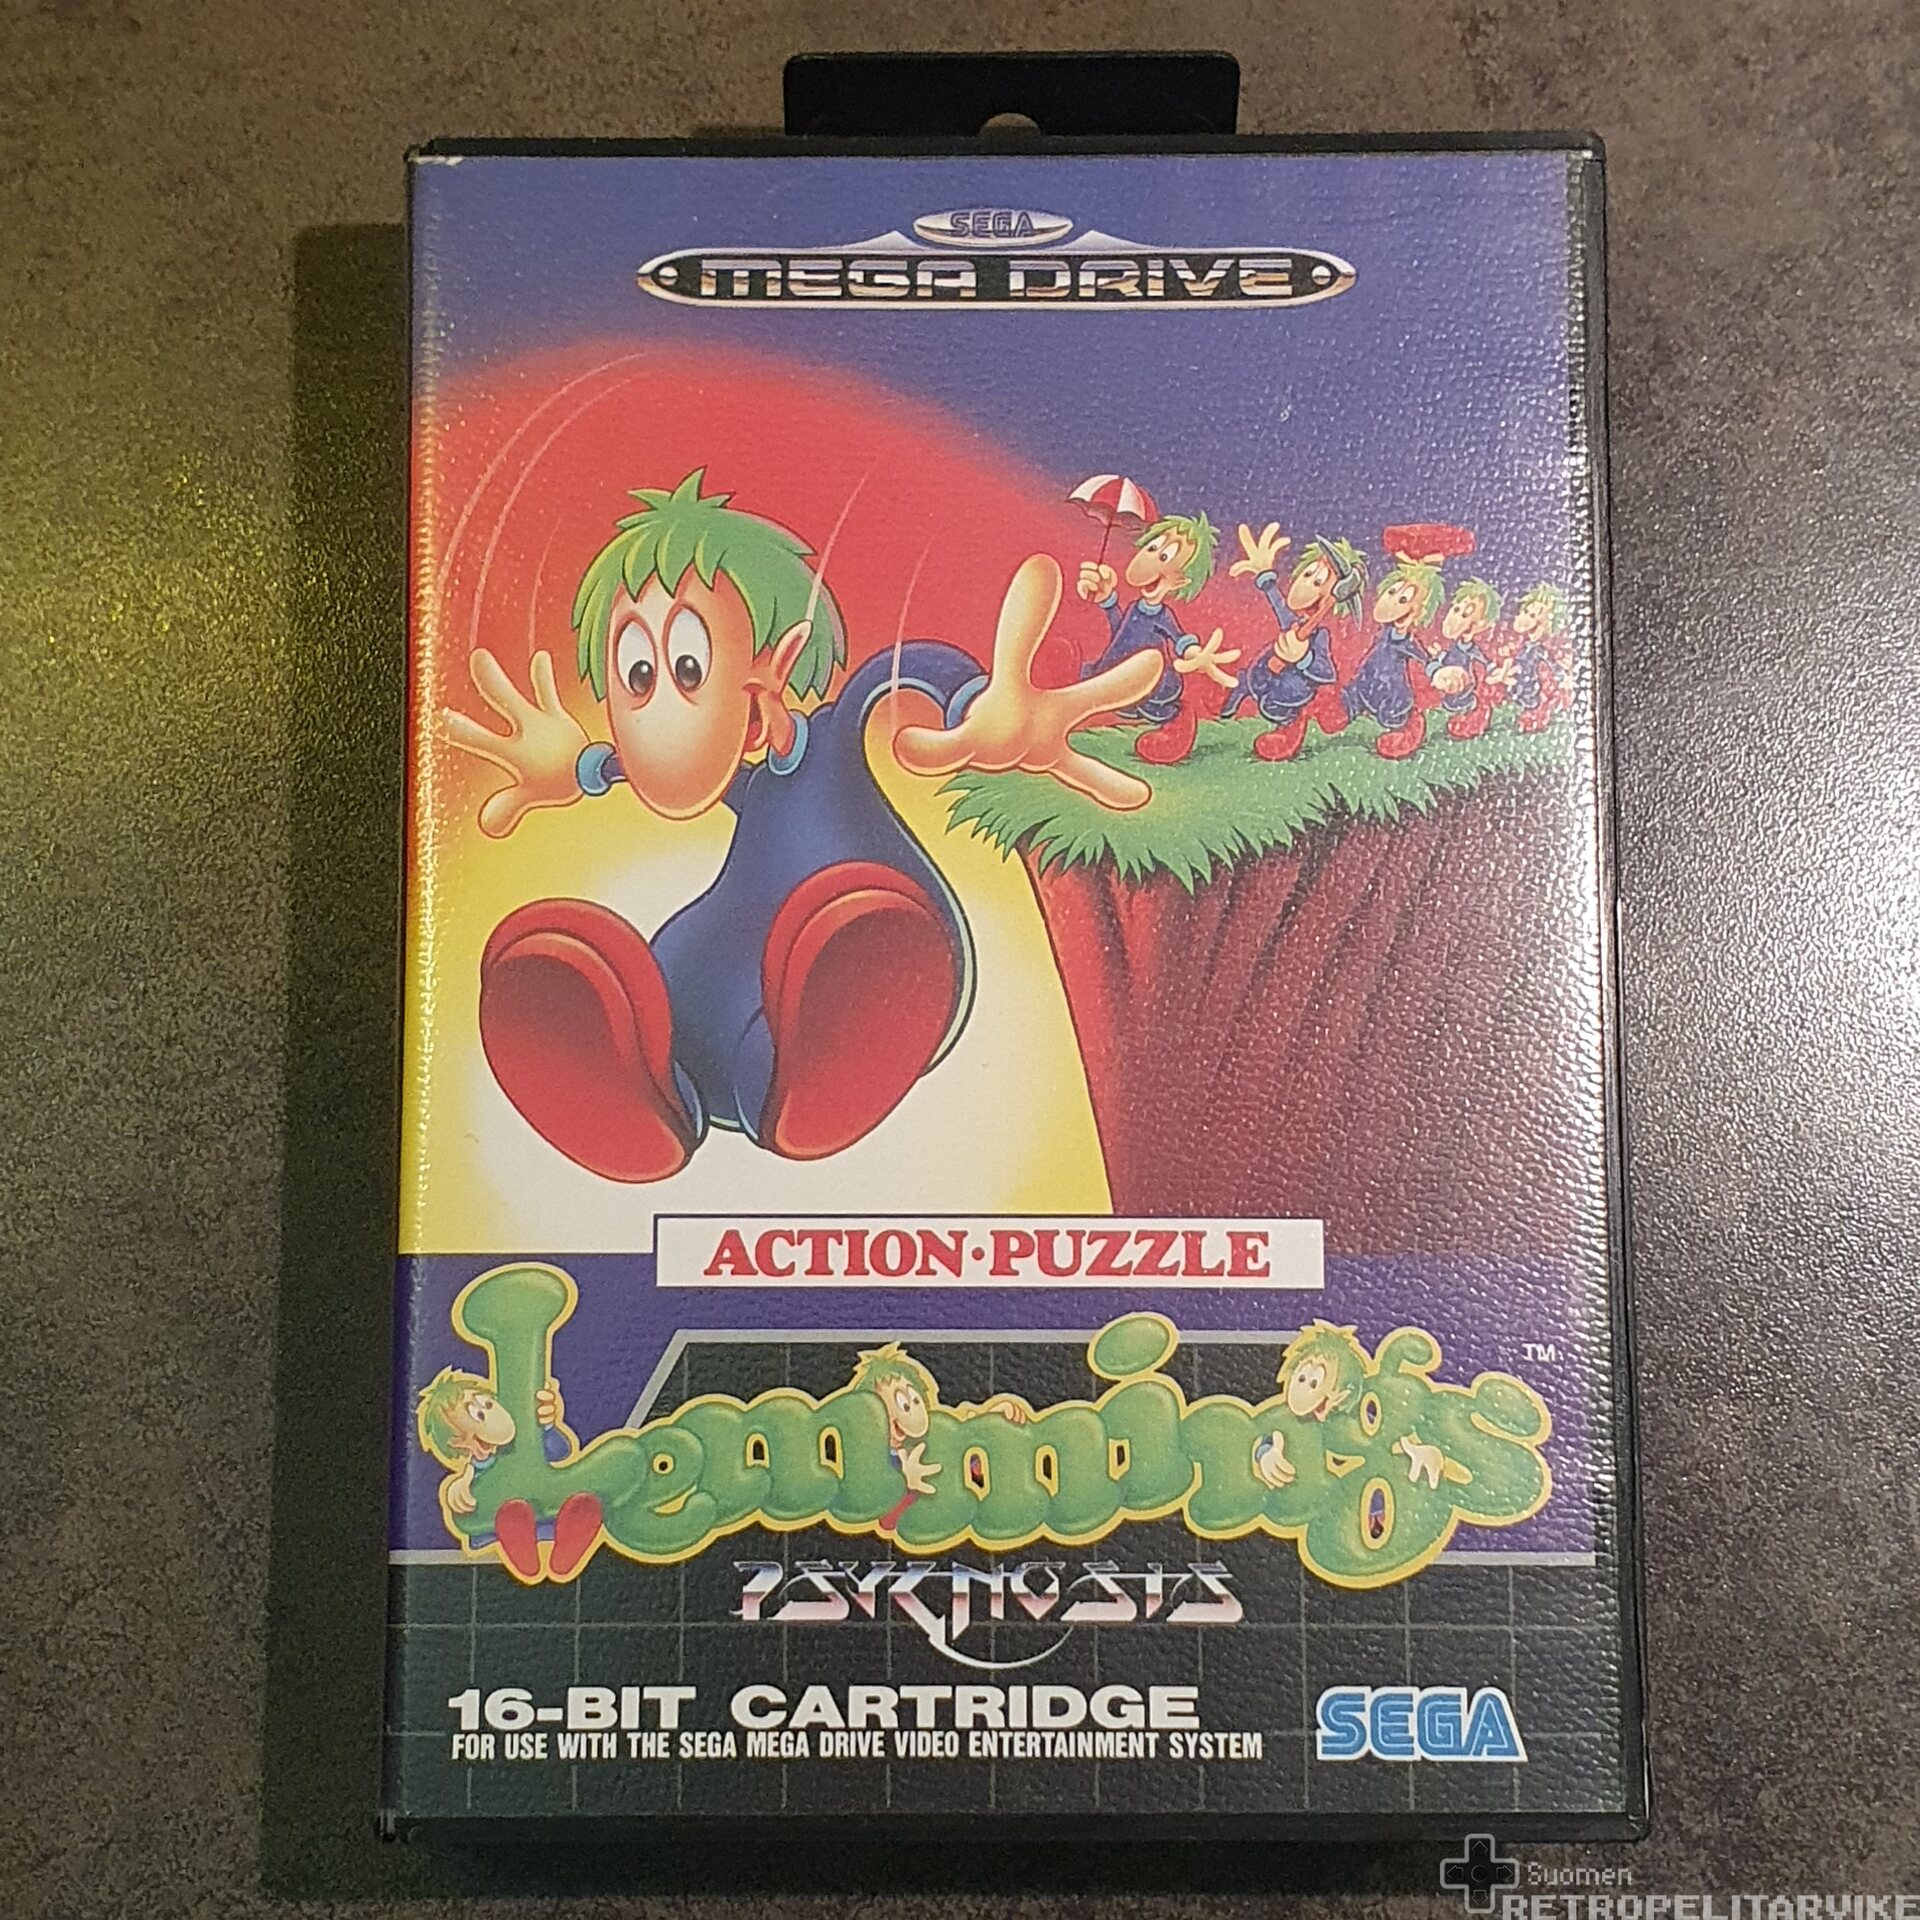 SEGA
MEGA DRIVE
ACTION·PUZZLE
Lemmings ™
PSYGNOSIS
16-BIT CARTRIDGE
FOR USE WITH THE SEGA MEGA DRIVE VIDEO ENTERTAINMENT SYSTEM
SEGA
Suomen
RETROPELITARVIKE